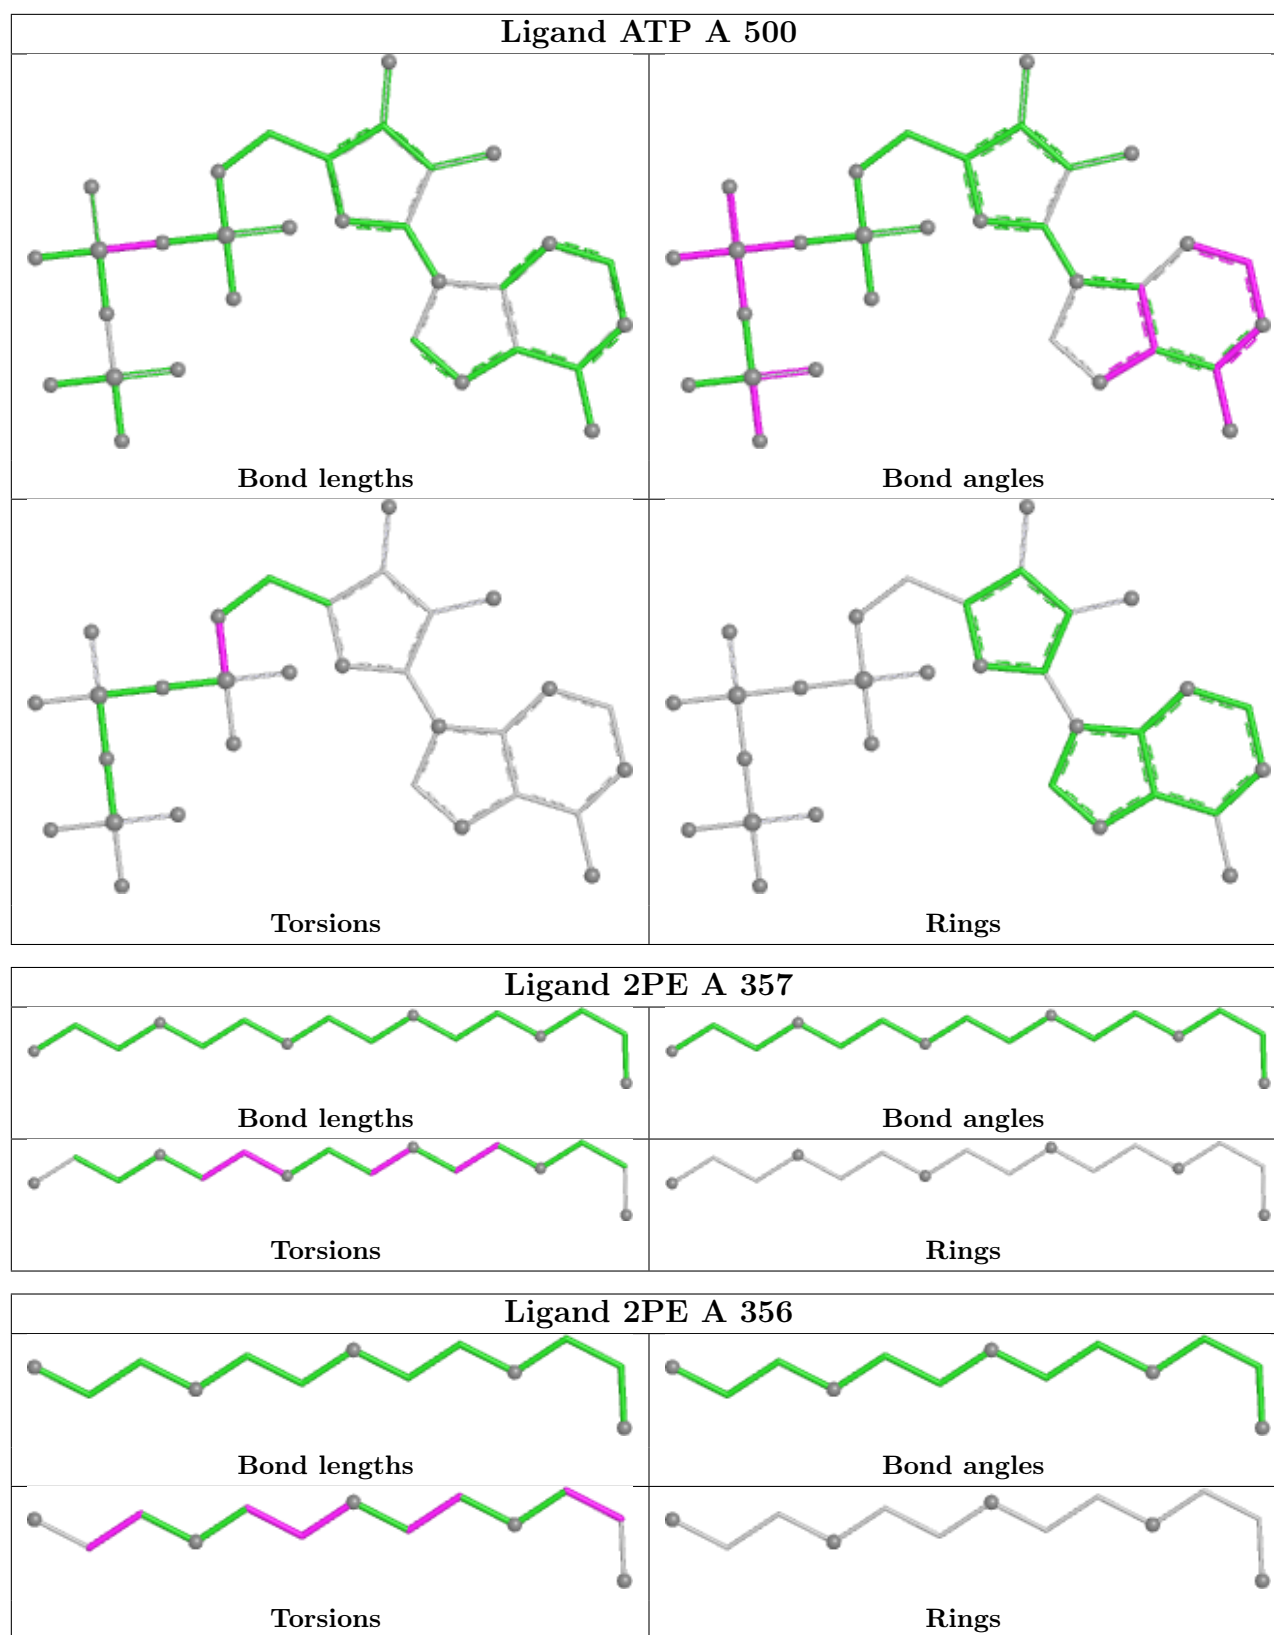 Ligand ATP A 500
Bond lengths
Bond angles
Torsions
Rings
Ligand 2PE A 357
Bond lengths
Bond angles
Torsions
Rings
Ligand 2PE A 356
Bond lengths
Bond angles
Torsions
Rings